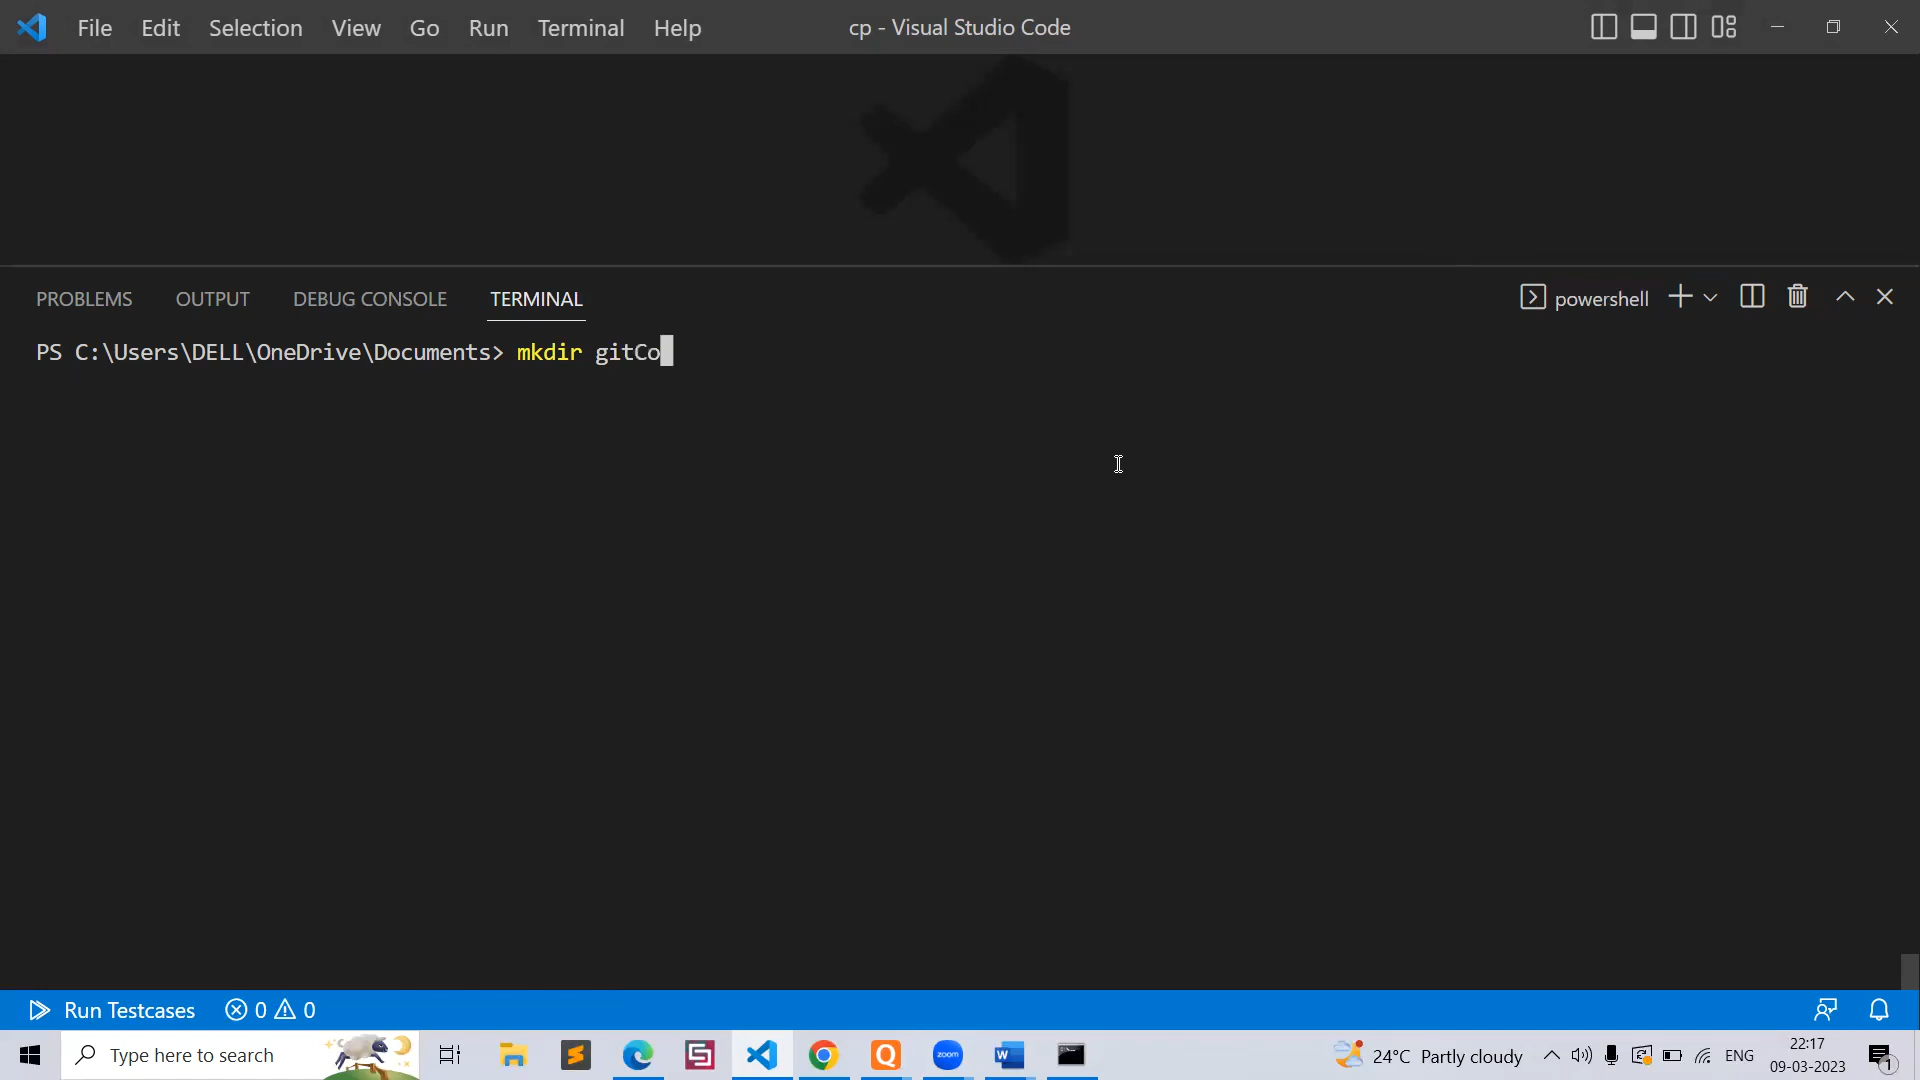 File Edit Selection View Go Run Terminal Help cp - Visual Studio Code
PROBLEMS OUTPUT DEBUG CONSOLE TERMINAL powershell
PS C:\Users\DELL\OneDrive\Documents> mkdir gitCo
Run Testcases 0 0
Type here to search zoom 24°C Partly cloudy ENG 22:17
09-03-2023 1